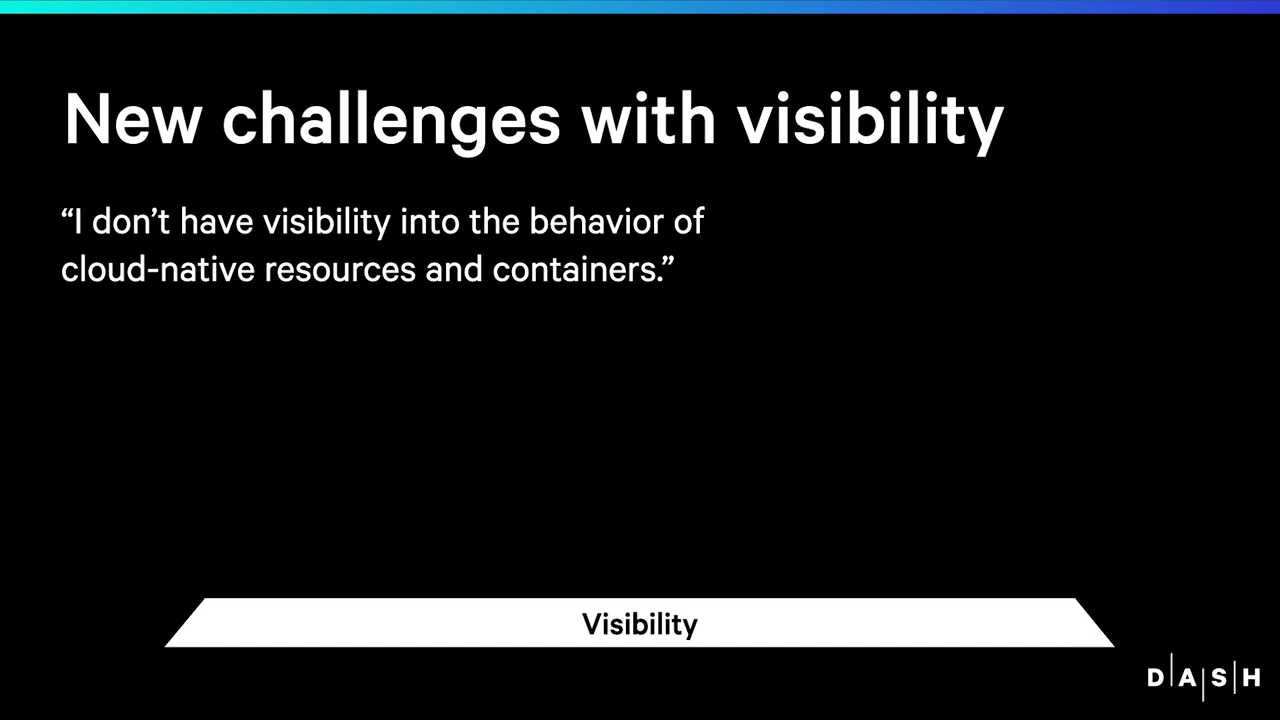 New challenges with visibility
“I don’t have visibility into the behavior of
cloud-native resources and containers.”
Visibility
D|A|S|H